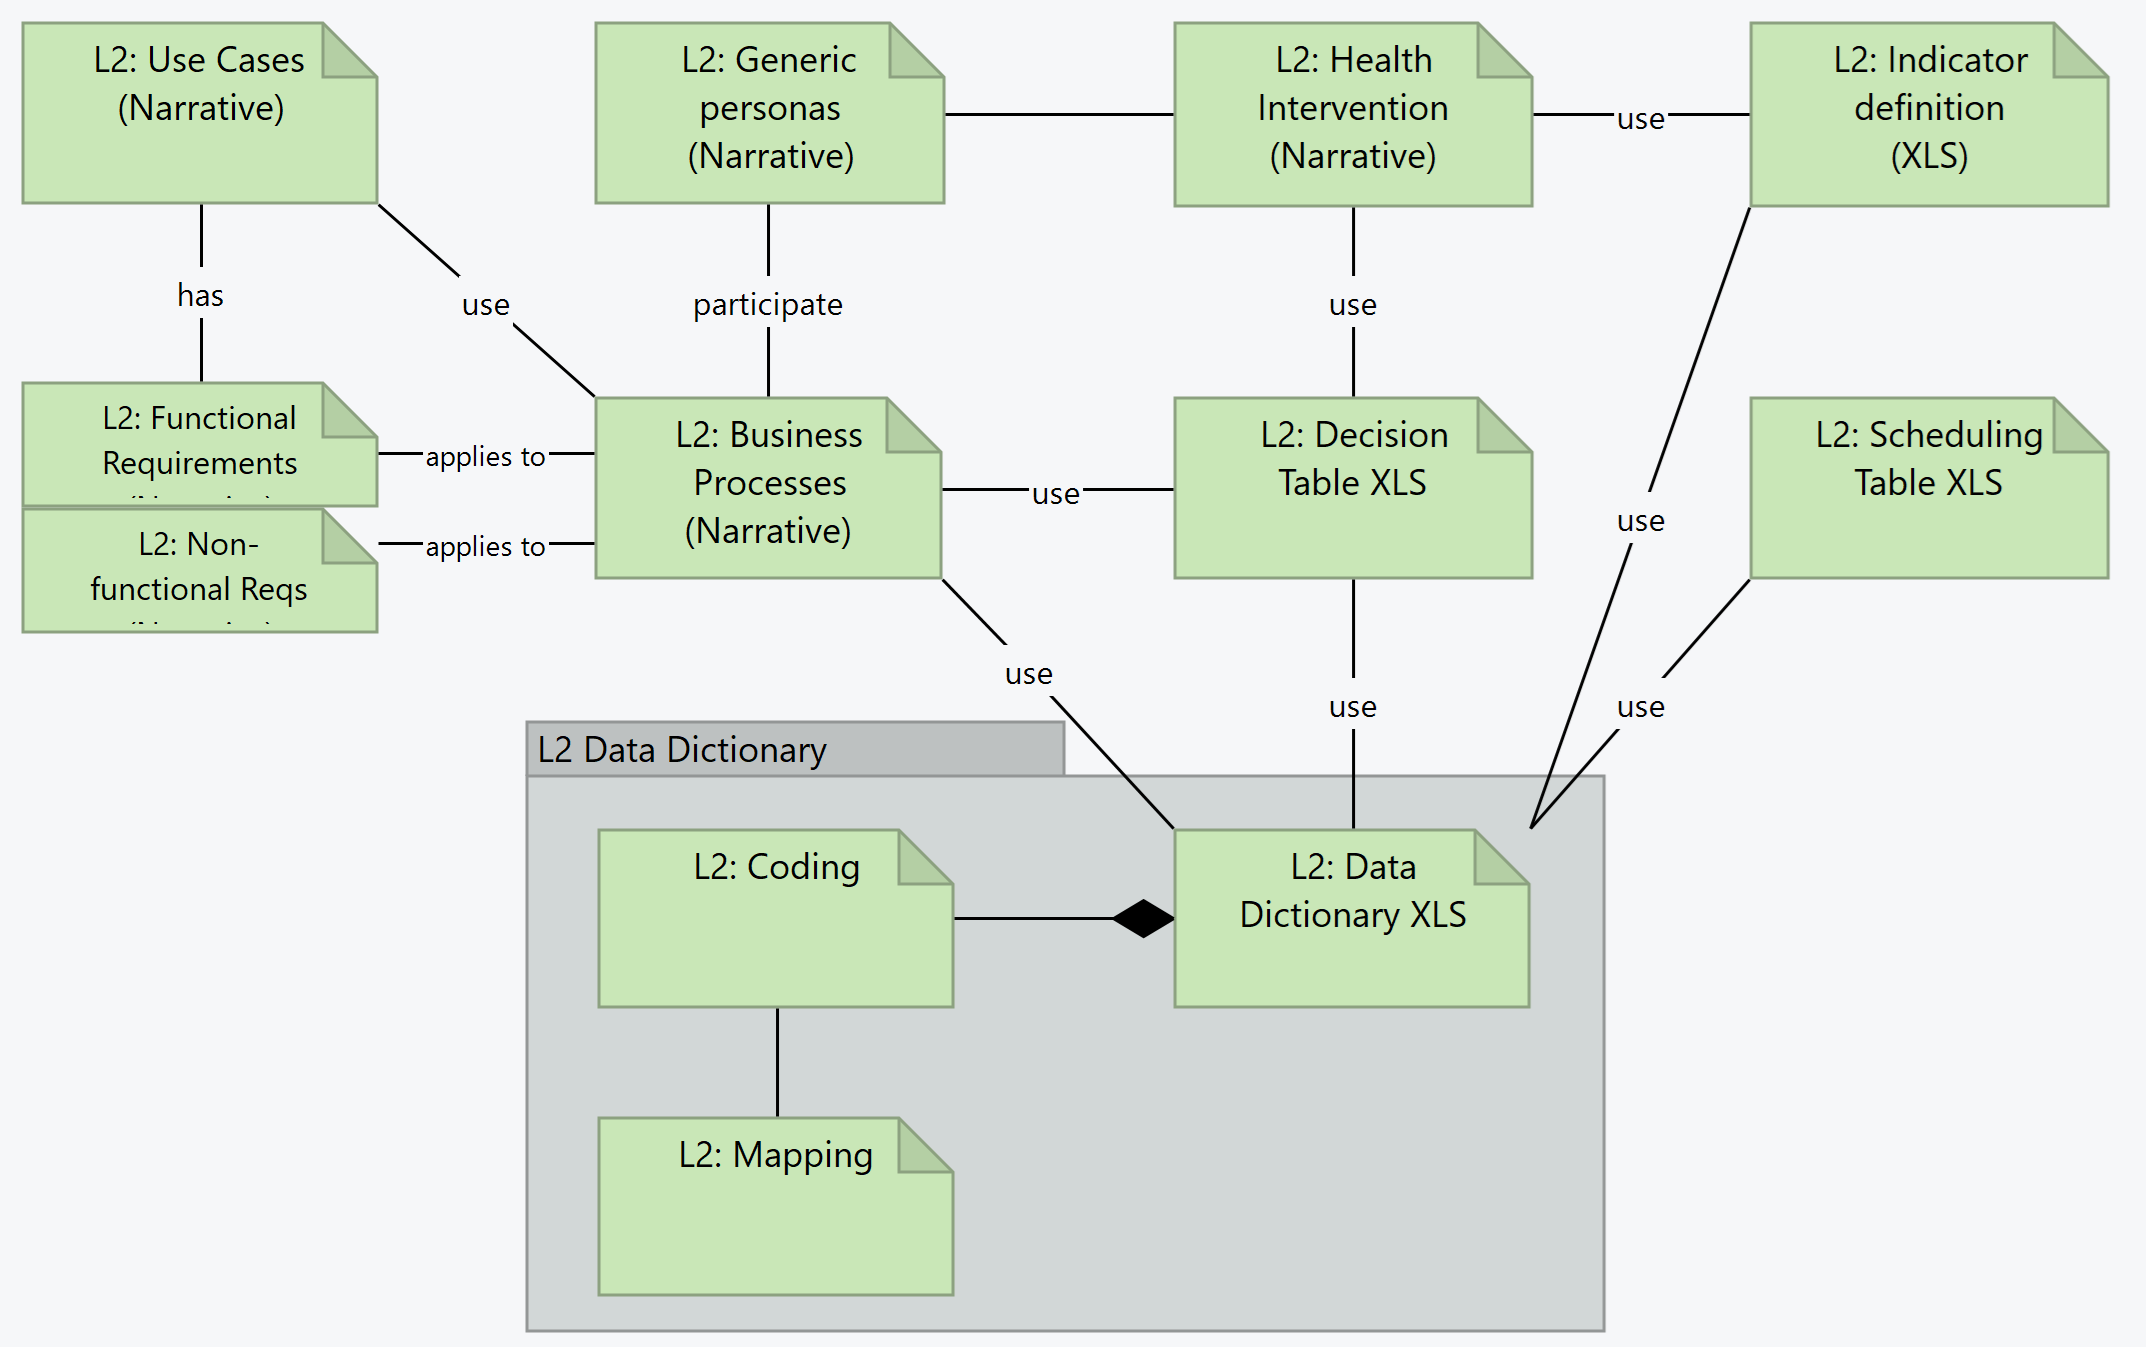 L2: Use Cases
(Narrative)
L2: Generic
personas
(Narrative)
L2: Health
Intervention
(Narrative)
use
L2: Indicator
definition
(XLS)
has
use
participate
use
L2: Functional
Requirements
applies to
L2: Non-
functional Reqs
applies to
L2: Business
Processes
(Narrative)
use
L2: Decision
Table XLS
use
L2: Scheduling
Table XLS
use
use
use
L2 Data Dictionary
L2: Coding
L2: Data
Dictionary XLS
L2: Mapping